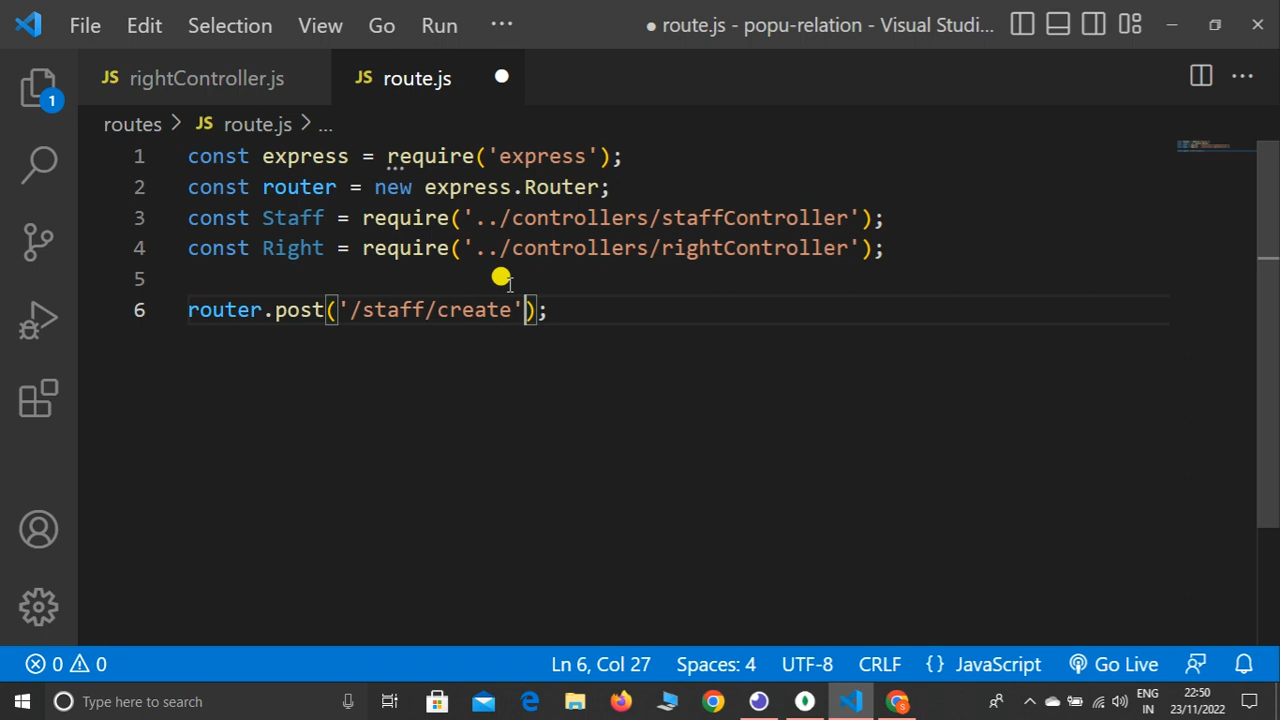 File Edit View Selection Go Run ··· ● route.js - popu-relation - Visual Studi...
JS rightController.js JS route.js ●
routes > JS route.js > ...
1 const express = require('express');
2 const router = new express.Router;
3 const Staff = require('../controllers/staffController');
4 const Right = require('../controllers/rightController');
5
6 router.post('/staff/create');
1
0 0 Ln 6, Col 27 Spaces: 4 UTF-8 CRLF {} JavaScript Go Live
Type here to search ENG IN 22:50 23/11/2022